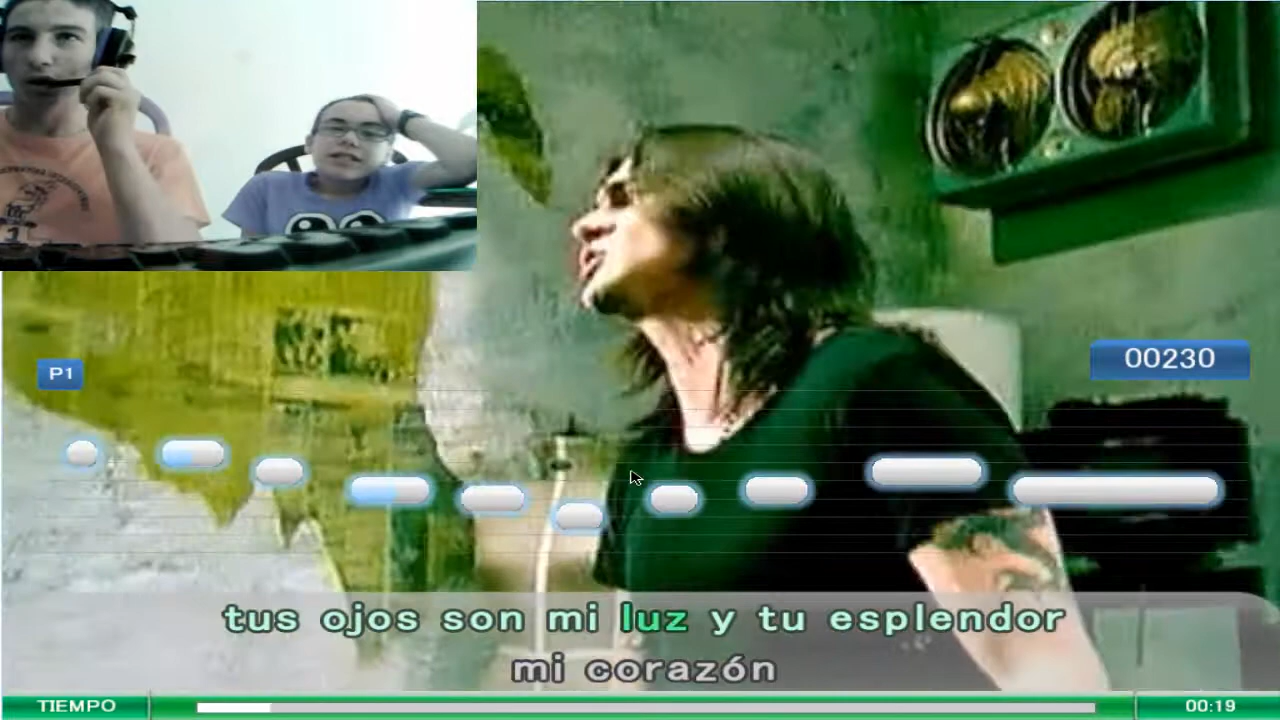 P1
00230
tus ojos son mi luz y tu esplendor
mi corazón
TIEMPO
00:19